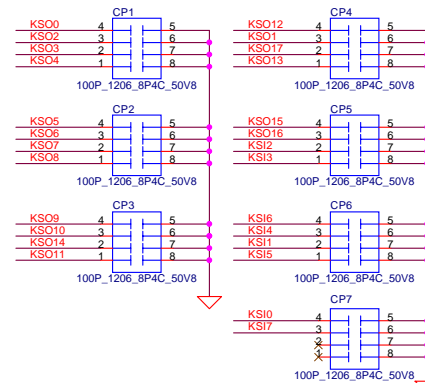 CP1
KSO0 4 5
KSO2 3 6
KSO3 2 7
KSO4 1 8
100P_1206_8P4C_50V8
CP2
KSO5 4 5
KSO6 3 6
KSO7 2 7
KSO8 1 8
100P_1206_8P4C_50V8
CP3
KSO9 4 5
KSO10 3 6
KSO14 2 7
KSO11 1 8
100P_1206_8P4C_50V8
CP4
KSO12 4 5
KSO1 3 6
KSO17 2 7
KSO13 1 8
100P_1206_8P4C_50V8
CP5
KSO15 4 5
KSO16 3 6
KSI2 2 7
KSI3 1 8
100P_1206_8P4C_50V8
CP6
KSI6 4 5
KSI4 3 6
KSI1 2 7
KSI5 1 8
100P_1206_8P4C_50V8
CP7
KSI0 4 5
KSI7 3 6
2 7
1 8
100P_1206_8P4C_50V8